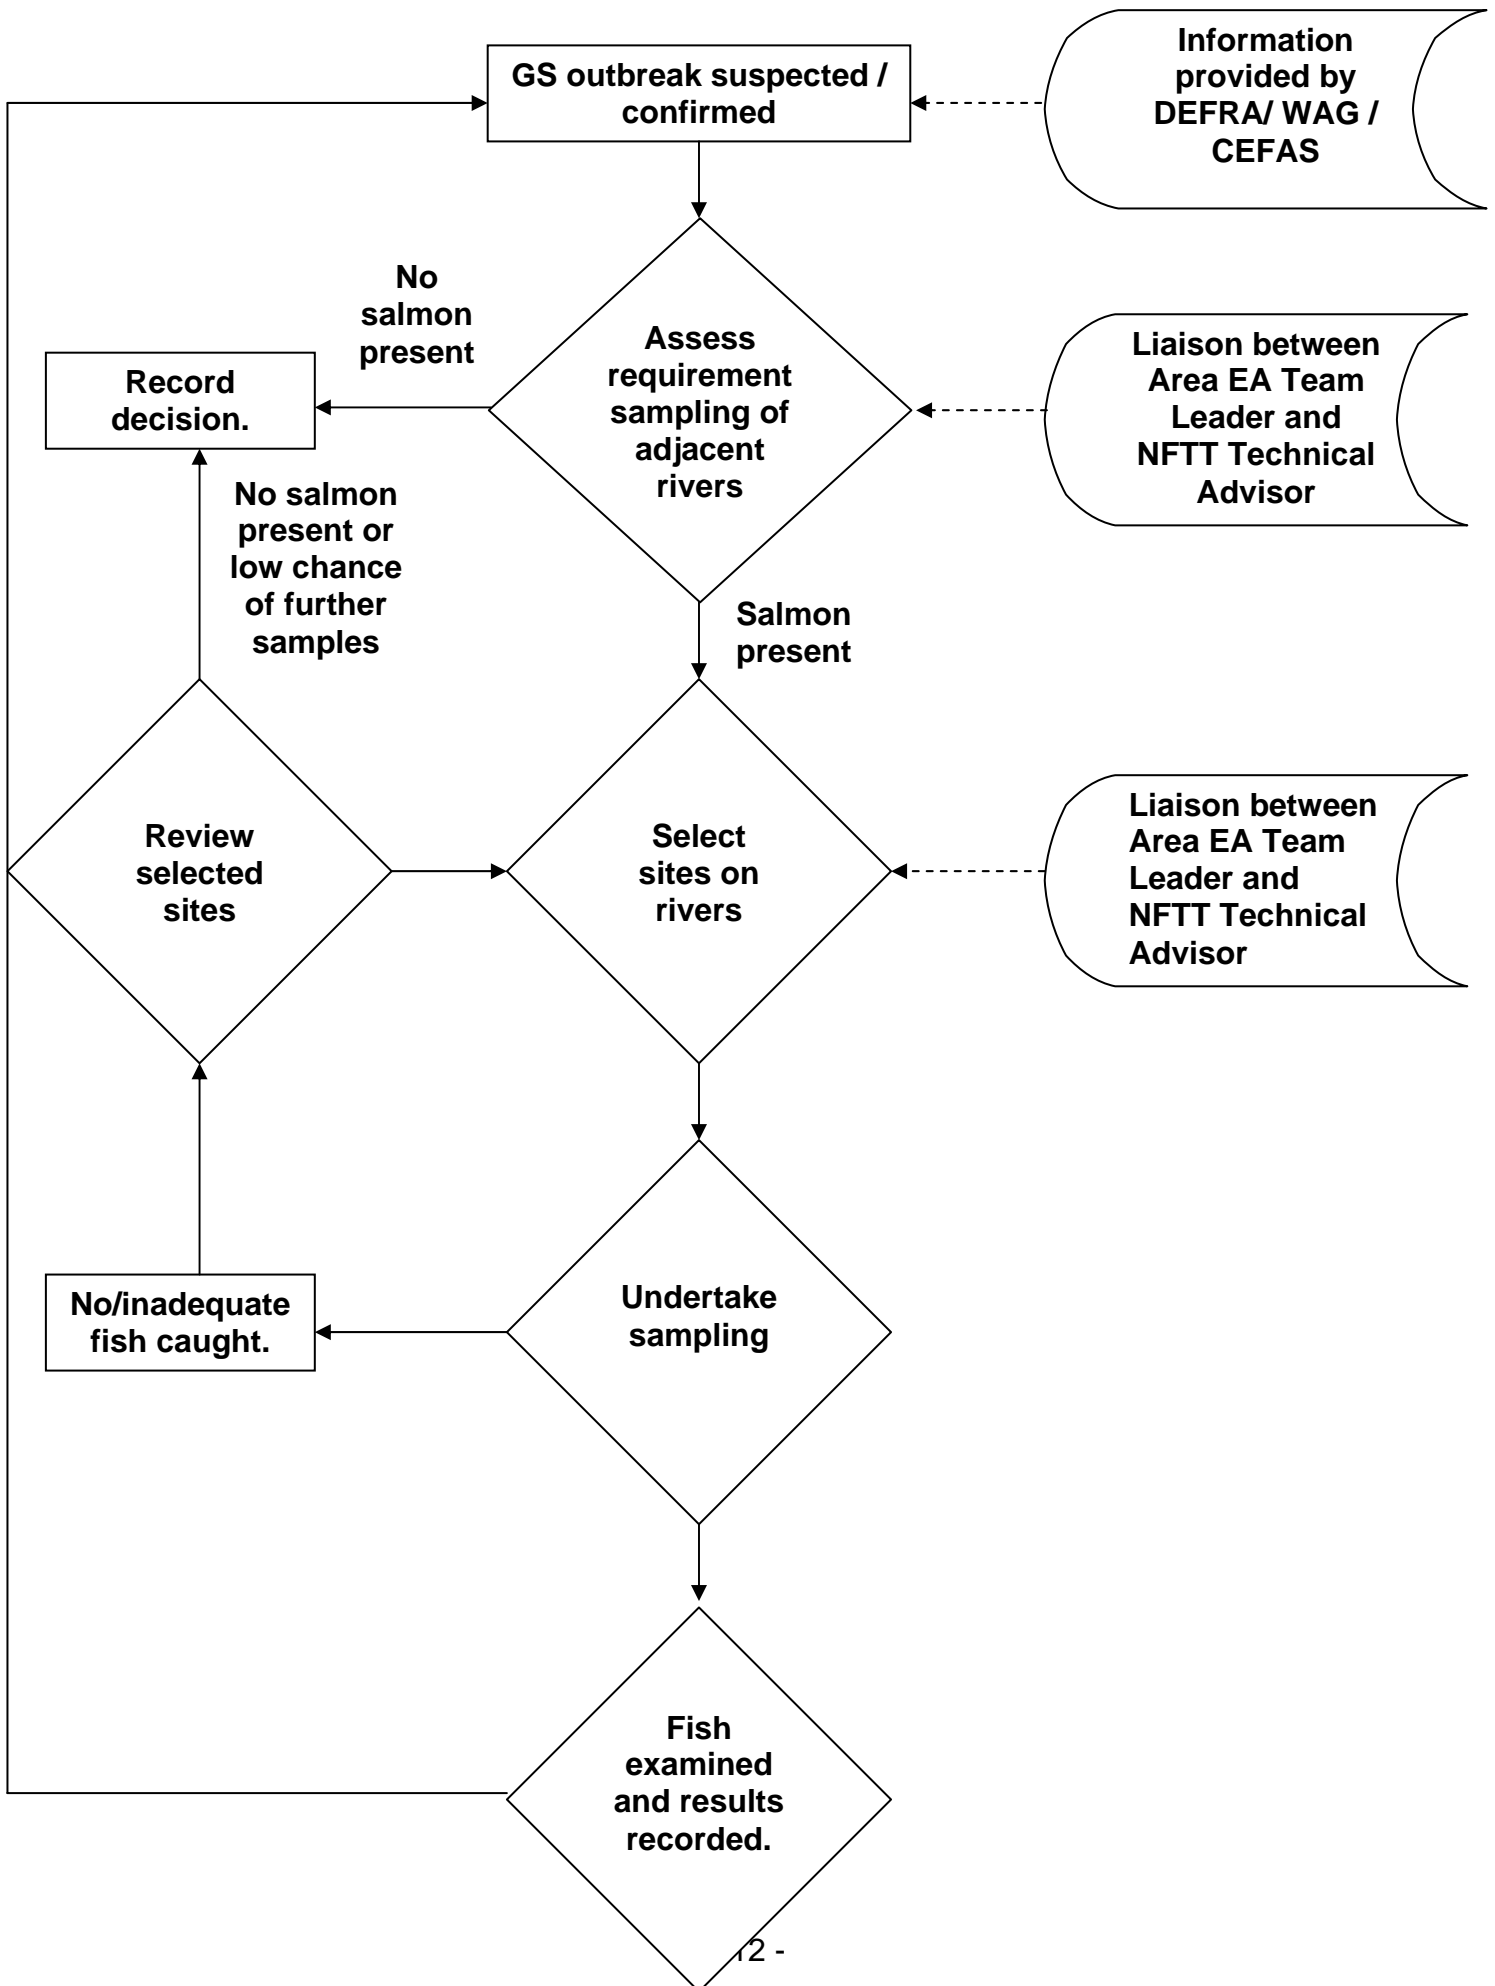 GS outbreak suspected /
confirmed
Information
provided by
DEFRA/ WAG /
CEFAS
No
salmon
present
Assess
requirement
sampling of
adjacent
rivers
Liaison between
Area EA Team
Leader and
NFTT Technical
Advisor
Record
decision.
No salmon
present or
low chance
of further
samples
Salmon
present
Review
selected
sites
Select
sites on
rivers
Liaison between
Area EA Team
Leader and
NFTT Technical
Advisor
Undertake
sampling
No/inadequate
fish caught.
Fish
examined
and results
recorded.
12 -